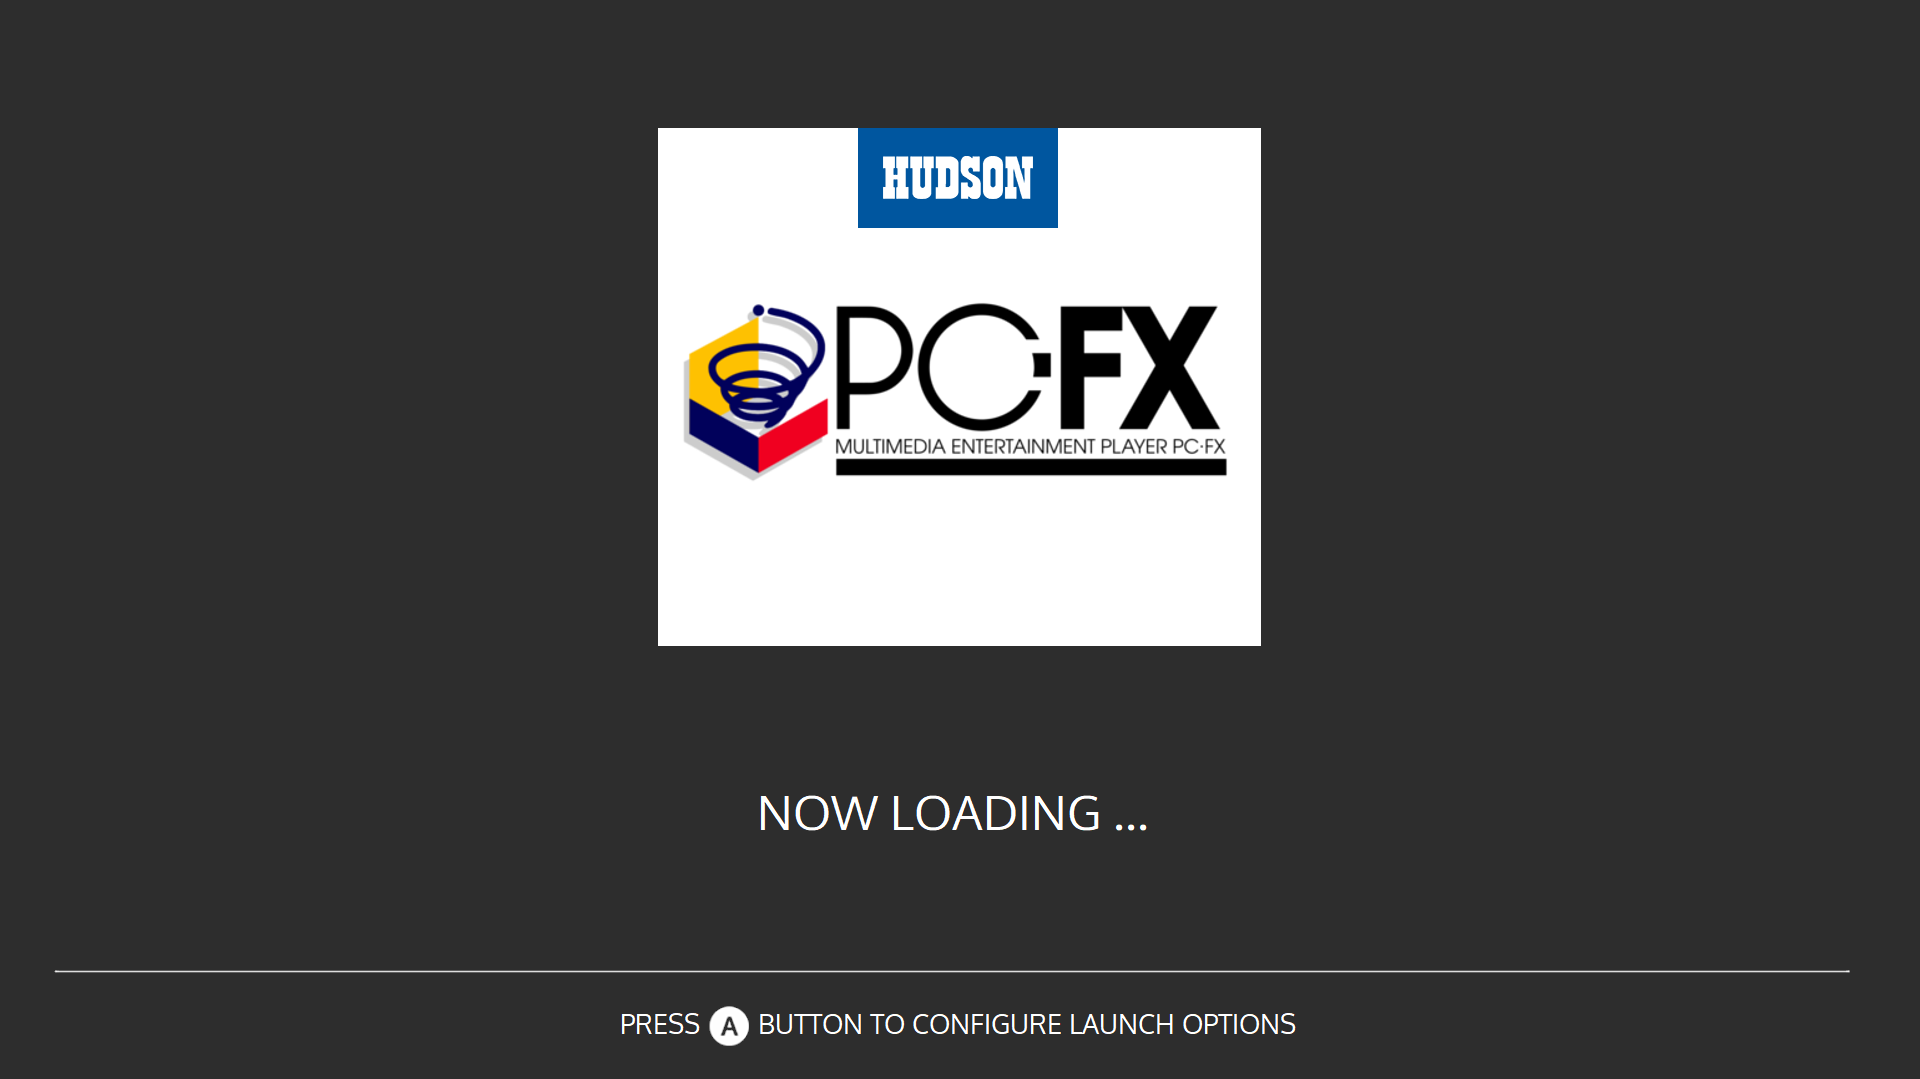 HUDSON
PC·FX
MULTIMEDIA ENTERTAINMENT PLAYER PC·FX
NOW LOADING ...
PRESS A BUTTON TO CONFIGURE LAUNCH OPTIONS